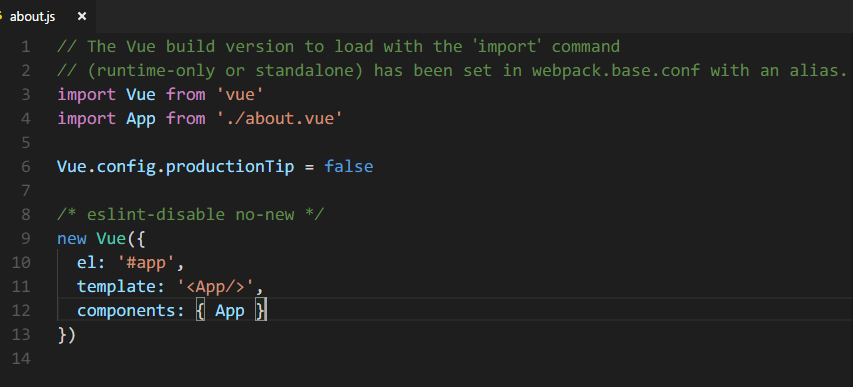 about.js ×
1 // The Vue build version to load with the `import` command
2 // (runtime-only or standalone) has been set in webpack.base.conf with an alias.
3 import Vue from 'vue'
4 import App from './about.vue'
5
6 Vue.config.productionTip = false
7
8 /* eslint-disable no-new */
9 new Vue({
10   el: '#app',
11   template: '<App/>',
12   components: { App }
13 })
14